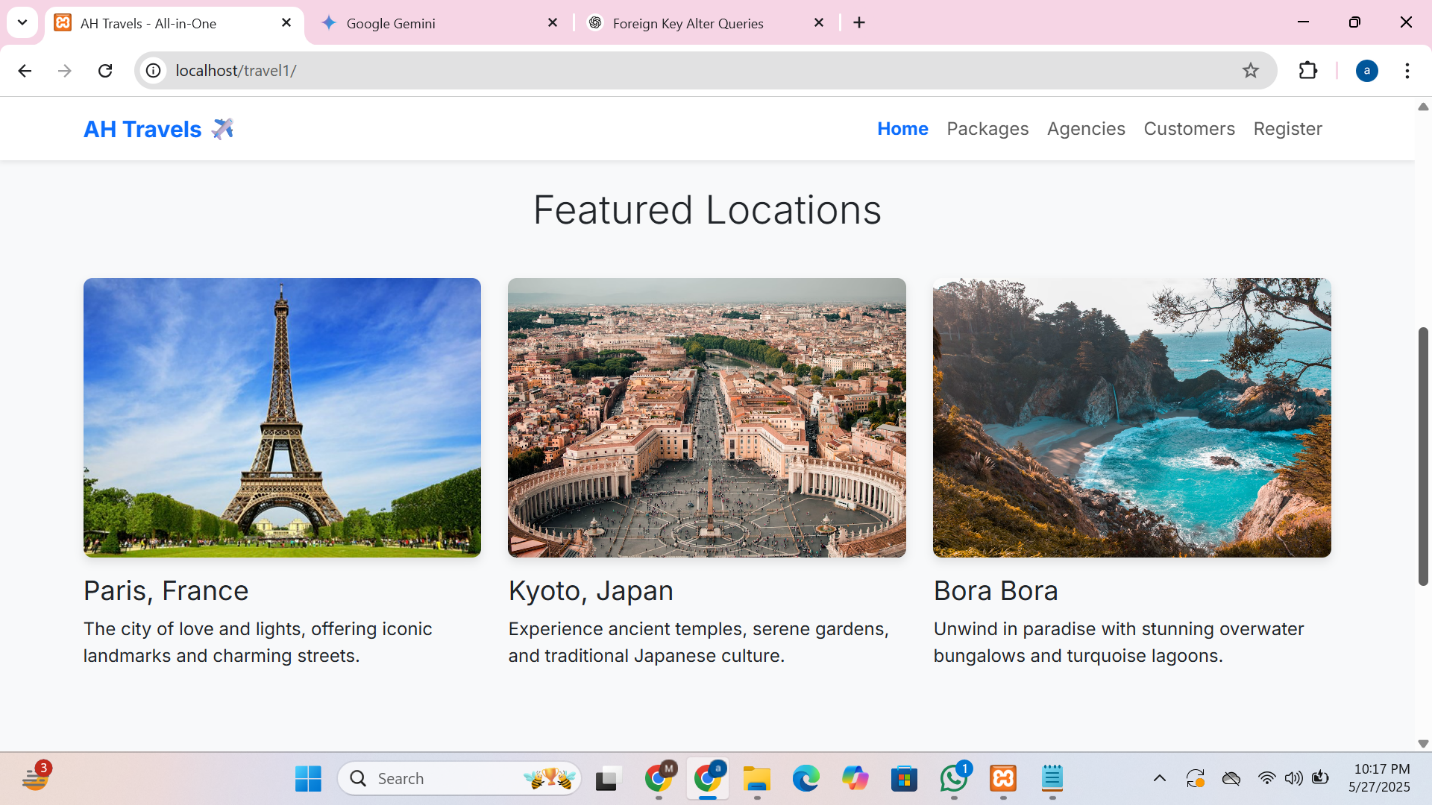 AH Travels - All-in-One
Google Gemini
Foreign Key Alter Queries
localhost/travel1/
a
AH Travels
Home
Packages
Agencies
Customers
Register
Featured Locations
Paris, France
The city of love and lights, offering iconic
landmarks and charming streets.
Kyoto, Japan
Experience ancient temples, serene gardens,
and traditional Japanese culture.
Bora Bora
Unwind in paradise with stunning overwater
bungalows and turquoise lagoons.
3
Search
M
a
1
10:17 PM
5/27/2025